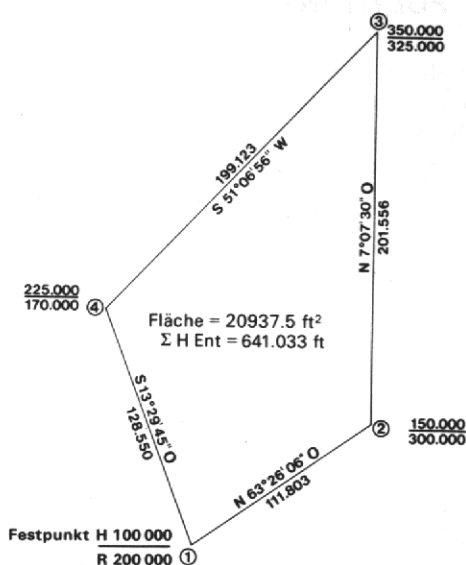 ③ 350.000
325.000
199.123
S 51°06'56" W
N 7°07'30" O
201.556
225.000
170.000 ④
Fläche = 20937.5 ft²
Σ H Ent = 641.033 ft
S 13°29'45" O
128.550
② 150.000
300.000
N 63°26'06" O
111.803
Festpunkt H 100 000
R 200 000 ①